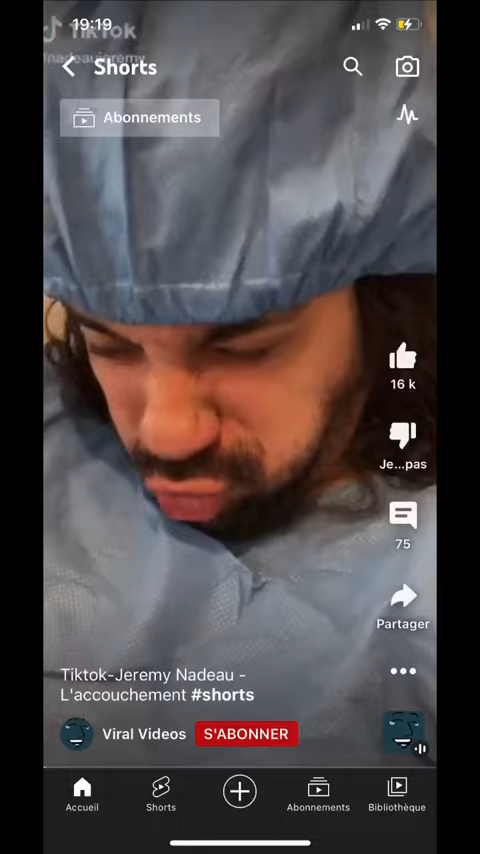 19:19
TikTok
nadeaujeremy
Shorts
Abonnements
16 k
Je...pas
75
Partager
Tiktok-Jeremy Nadeau -
L'accouchement #shorts
Viral Videos
S'ABONNER
Accueil
Shorts
Abonnements
Bibliothèque